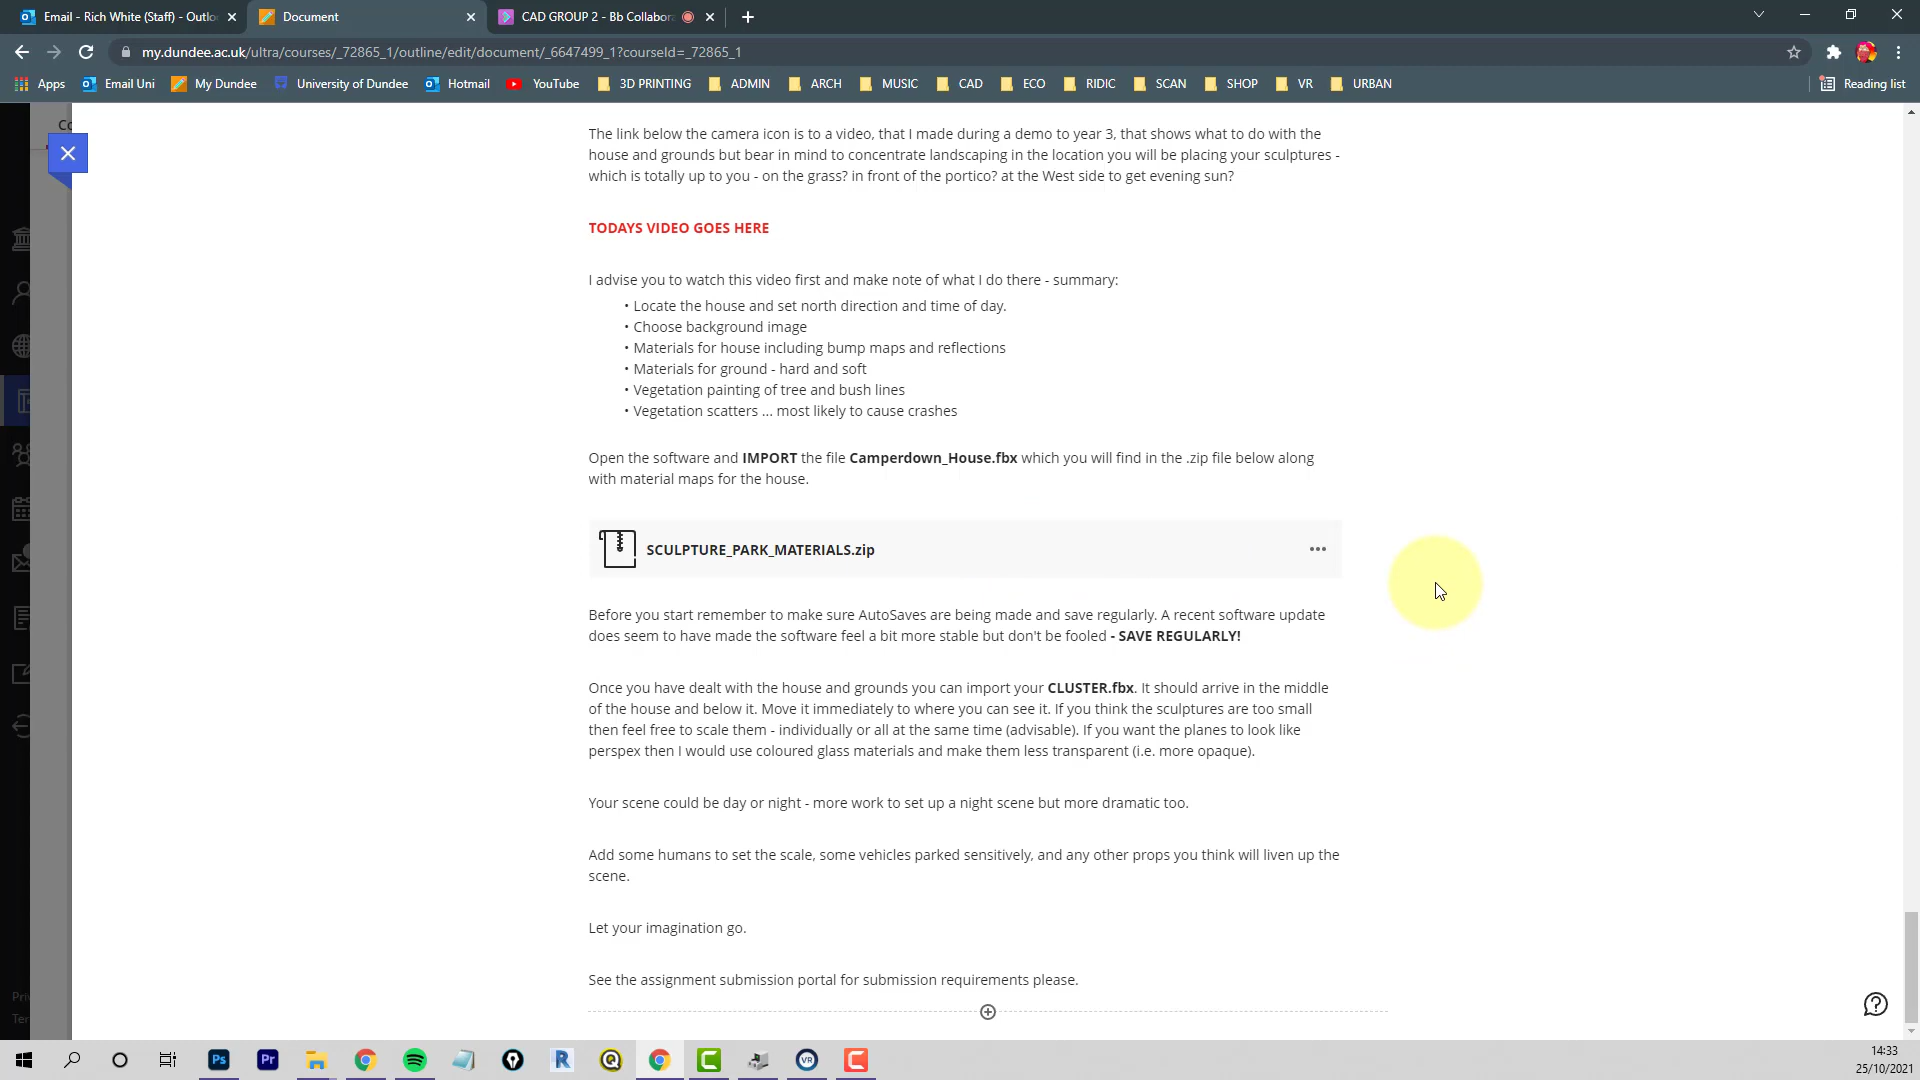 Email - Rich White (Staff) - Outlo
Document
CAD GROUP 2 - Bb Collabor
my.dundee.ac.uk/ultra/courses/_72865_1/outline/edit/document/_6647499_1?courseId=_72865_1
Apps
Email Uni
My Dundee
University of Dundee
Hotmail
YouTube
3D PRINTING
ADMIN
ARCH
MUSIC
CAD
ECO
RIDIC
SCAN
SHOP
VR
URBAN
Reading list
The link below the camera icon is to a video, that I made during a demo to year 3, that shows what to do with the
house and grounds but bear in mind to concentrate landscaping in the location you will be placing your sculptures -
which is totally up to you - on the grass? in front of the portico? at the West side to get evening sun?
TODAYS VIDEO GOES HERE
I advise you to watch this video first and make note of what I do there - summary:
• Locate the house and set north direction and time of day.
• Choose background image
• Materials for house including bump maps and reflections
• Materials for ground - hard and soft
• Vegetation painting of tree and bush lines
• Vegetation scatters ... most likely to cause crashes
Open the software and IMPORT the file Camperdown_House.fbx which you will find in the .zip file below along
with material maps for the house.
SCULPTURE_PARK_MATERIALS.zip
Before you start remember to make sure AutoSaves are being made and save regularly. A recent software update
does seem to have made the software feel a bit more stable but don't be fooled - SAVE REGULARLY!
Once you have dealt with the house and grounds you can import your CLUSTER.fbx. It should arrive in the middle
of the house and below it. Move it immediately to where you can see it. If you think the sculptures are too small
then feel free to scale them - individually or all at the same time (advisable). If you want the planes to look like
perspex then I would use coloured glass materials and make them less transparent (i.e. more opaque).
Your scene could be day or night - more work to set up a night scene but more dramatic too.
Add some humans to set the scale, some vehicles parked sensitively, and any other props you think will liven up the
scene.
Let your imagination go.
See the assignment submission portal for submission requirements please.
Ps
Pr
R
VR
14:33
25/10/2021